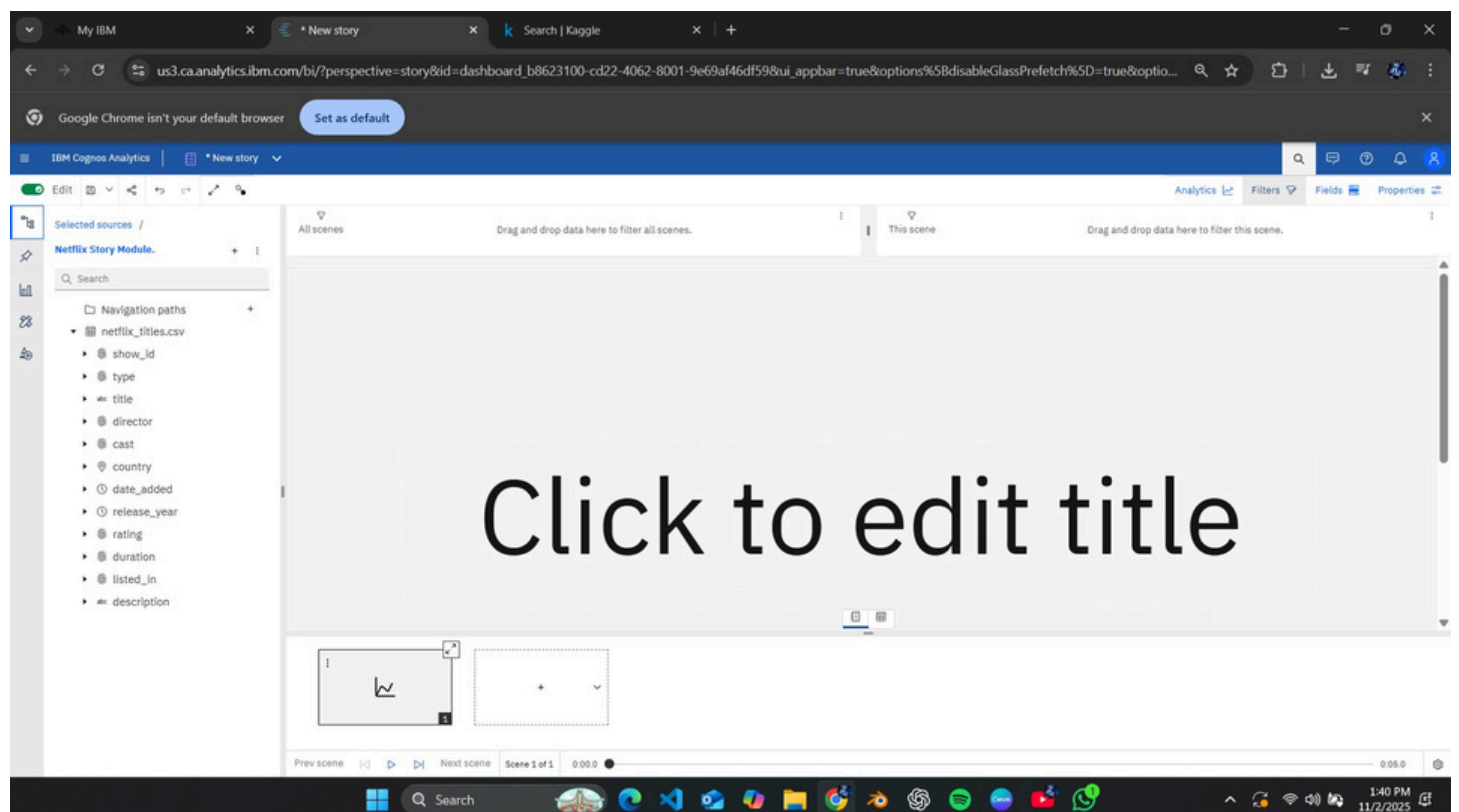 My IBM
* New story
Search | Kaggle
us3.ca.analytics.ibm.com/bi/?perspective=story&id=dashboard_b8623100-cd22-4062-8001-9e69af46df59&ui_appbar=true&options%5BdisableGlassPrefetch%5D=true&optio...
Google Chrome isn't your default browser
Set as default
IBM Cognos Analytics
* New story
Edit
Analytics
Filters
Fields
Properties
Selected sources /
Netflix Story Module.
Search
Navigation paths
netflix_titles.csv
show_id
type
abc title
director
cast
country
date_added
release_year
rating
duration
listed_in
abc description
All scenes
Drag and drop data here to filter all scenes.
This scene
Drag and drop data here to filter this scene.
Click to edit title
1
Prev scene
Next scene
Scene 1 of 1
0:00.0
0:05.0
Search
1:40 PM
11/2/2025